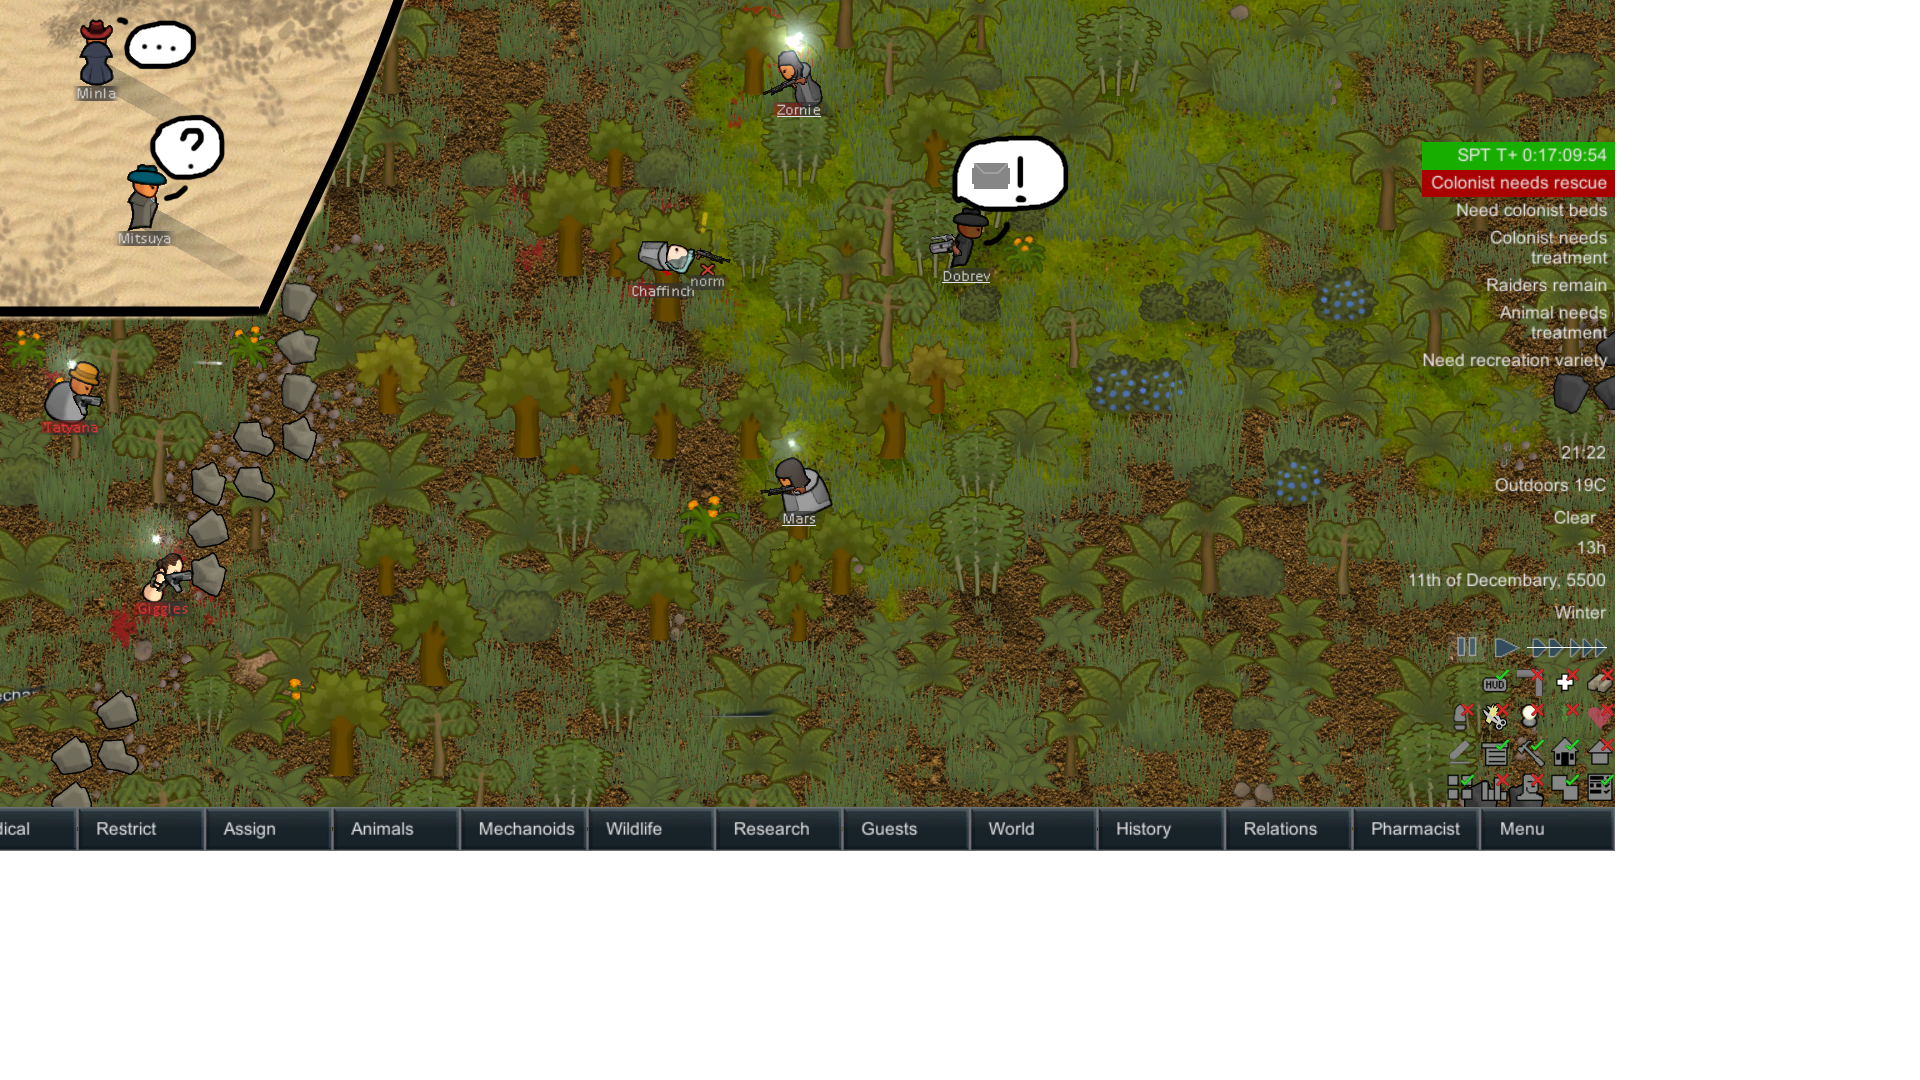 ...
Minla
?
Mitsuya
Zornie
!
Dobrev
Chaffinch
norm
Tatyana
Mars
Giggles
SPT T+ 0:17:09:54
Colonist needs rescue
Need colonist beds
Colonist needs
treatment
Raiders remain
Animal needs
treatment
Need recreation variety
21:22
Outdoors 19C
Clear
13h
11th of Decembary, 5500
Winter
HUD
Restrict
Assign
Animals
Mechanoids
Wildlife
Research
Guests
World
History
Relations
Pharmacist
Menu